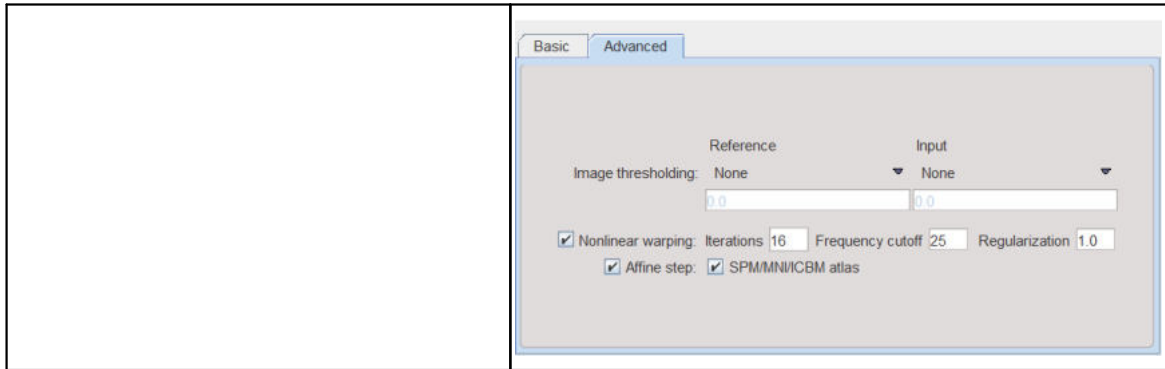 Basic Advanced
Reference Input
Image thresholding: None None
0.0 0.0
Nonlinear warping: Iterations 16 Frequency cutoff 25 Regularization 1.0
Affine step: SPM/MNI/ICBM atlas